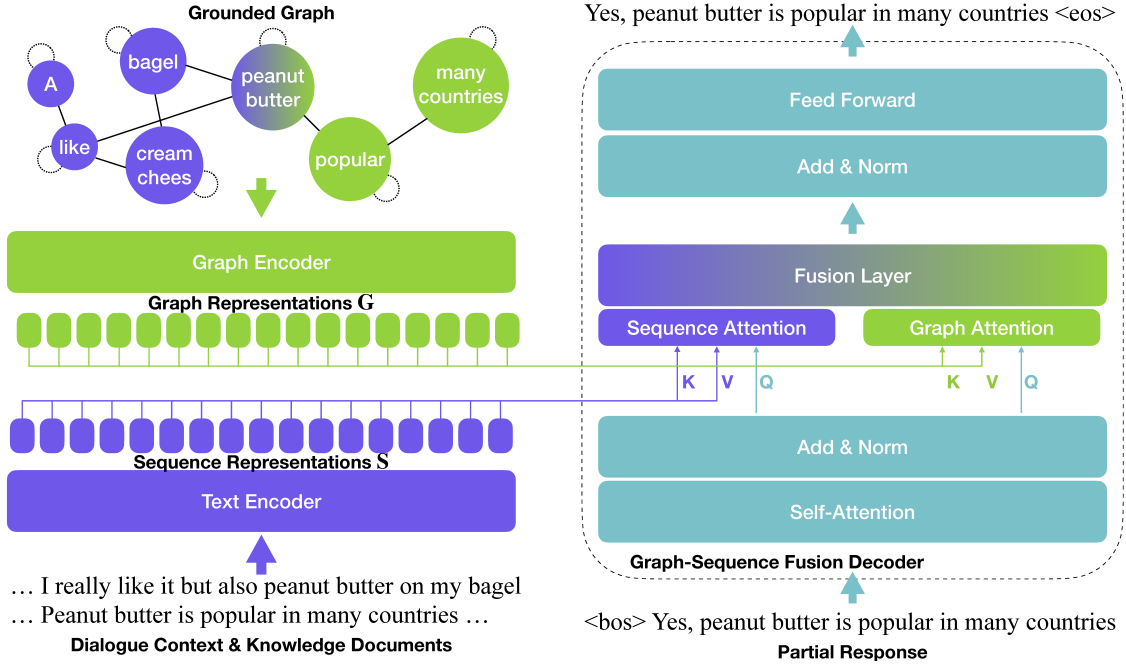 Grounded Graph
A
bagel
peanut
butter
many
countries
like
cream
chees
popular
Graph Encoder
Graph Representations G
Sequence Representations S
Text Encoder
… I really like it but also peanut butter on my bagel
… Peanut butter is popular in many countries …
Dialogue Context & Knowledge Documents
Yes, peanut butter is popular in many countries <eos>
Feed Forward
Add & Norm
Fusion Layer
Sequence Attention
Graph Attention
K V Q
K V Q
Add & Norm
Self-Attention
Graph-Sequence Fusion Decoder
<bos> Yes, peanut butter is popular in many countries
Partial Response